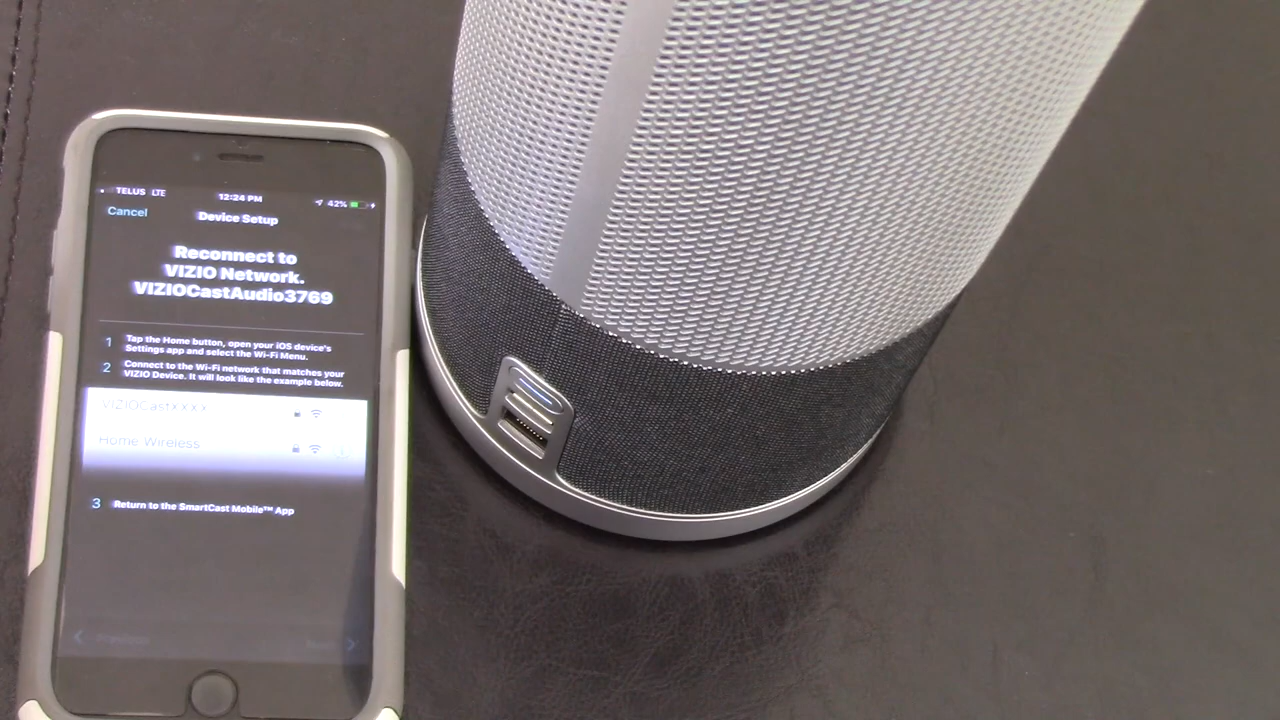 TELUS LTE 12:24 PM 42%
Cancel Device Setup
Reconnect to
VIZIO Network.
VIZIOCastAudio3769
1 Tap the Home button, open your iOS device's
Settings app and select the Wi-Fi Menu.
2 Connect to the Wi-Fi network that matches your
VIZIO Device. It will look like the example below.
VIZIOCastxxxx
Home Wireless
3 Return to the SmartCast Mobile™ App